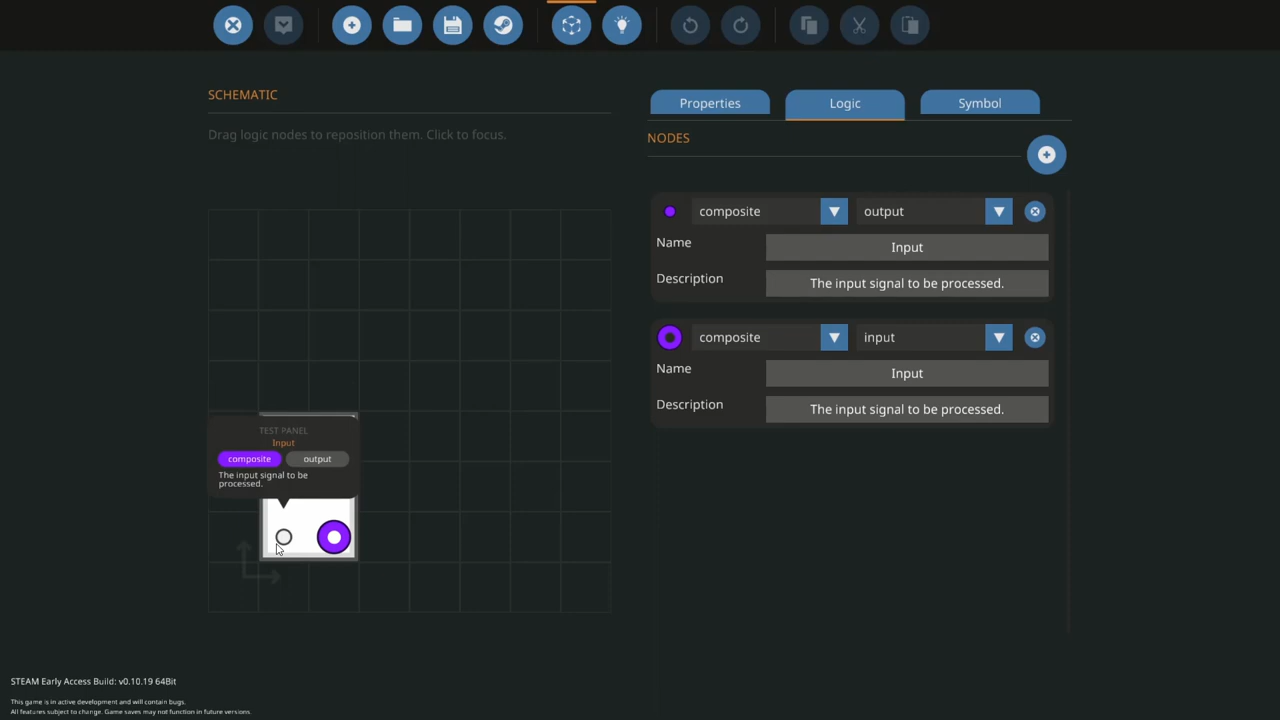 SCHEMATIC
Drag logic nodes to reposition them. Click to focus.
Properties
Logic
Symbol
NODES
composite
output
Name
Input
Description
The input signal to be processed.
composite
input
Name
Input
Description
The input signal to be processed.
TEST PANEL
Input
composite
output
The input signal to be
processed.
STEAM Early Access Build: v0.10.19 64Bit
This game is in active development and will contain bugs.
All features subject to change. Game saves may not function in future versions.